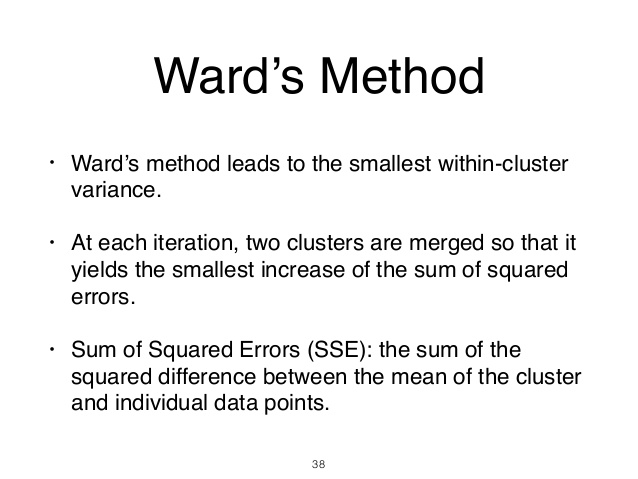 Ward’s Method
• Ward’s method leads to the smallest within-cluster
variance.
• At each iteration, two clusters are merged so that it
yields the smallest increase of the sum of squared
errors.
• Sum of Squared Errors (SSE): the sum of the
squared difference between the mean of the cluster
and individual data points.
38